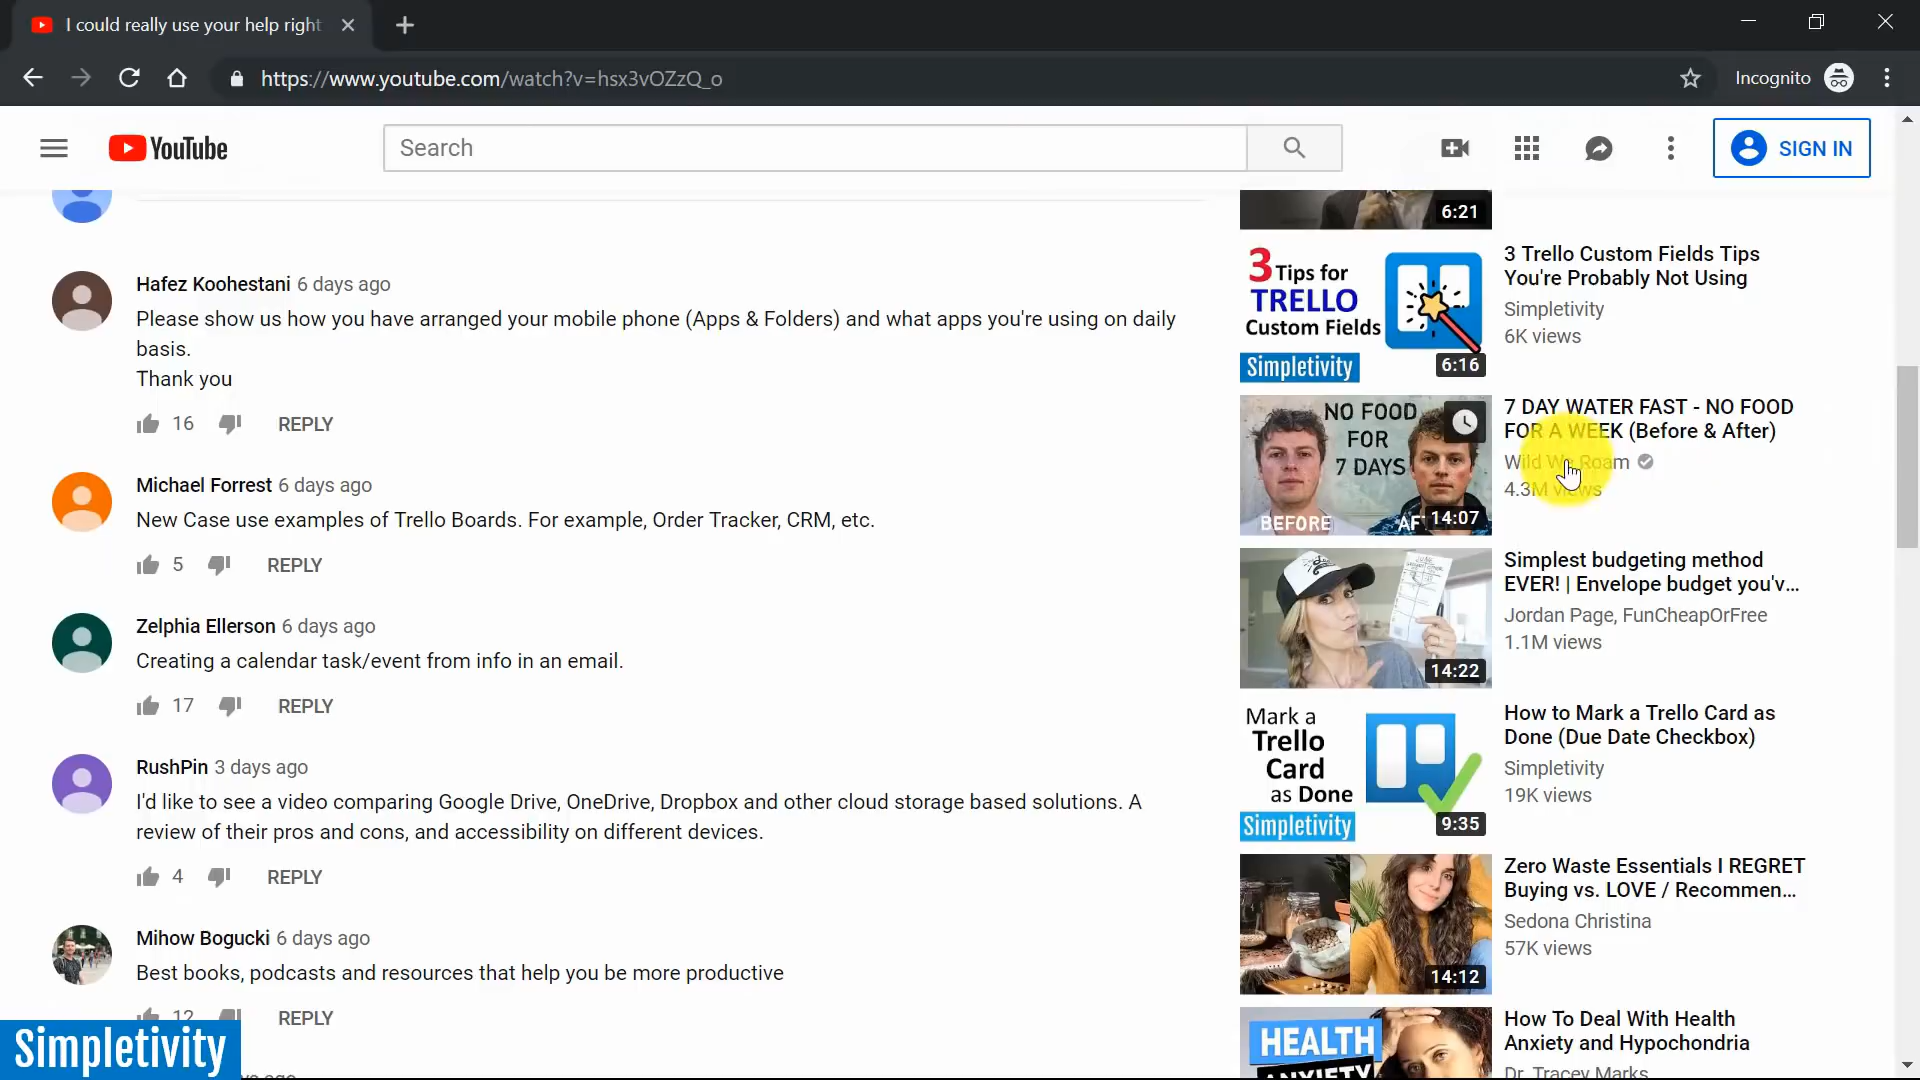 I could really use your help right
https://www.youtube.com/watch?v=hsx3vOZzQ_o
Incognito
YouTube
Search
SIGN IN
Hafez Koohestani 6 days ago
Please show us how you have arranged your mobile phone (Apps & Folders) and what apps you're using on daily
basis.
Thank you
16
REPLY
Michael Forrest 6 days ago
New Case use examples of Trello Boards. For example, Order Tracker, CRM, etc.
5
REPLY
Zelphia Ellerson 6 days ago
Creating a calendar task/event from info in an email.
17
REPLY
RushPin 3 days ago
I'd like to see a video comparing Google Drive, OneDrive, Dropbox and other cloud storage based solutions. A
review of their pros and cons, and accessibility on different devices.
4
REPLY
Mihow Bogucki 6 days ago
Best books, podcasts and resources that help you be more productive
12
REPLY
Simpletivity
6:21
3 Tips for
TRELLO
Custom Fields
Simpletivity
6:16
3 Trello Custom Fields Tips
You're Probably Not Using
Simpletivity
6K views
NO FOOD
FOR
7 DAYS
BEFORE
14:07
7 DAY WATER FAST - NO FOOD
FOR A WEEK (Before & After)
Wild We Roam
4.3M views
14:22
Simplest budgeting method
EVER! | Envelope budget you'v...
Jordan Page, FunCheapOrFree
1.1M views
Mark a
Trello
Card
as Done
Simpletivity
9:35
How to Mark a Trello Card as
Done (Due Date Checkbox)
Simpletivity
19K views
14:12
Zero Waste Essentials I REGRET
Buying vs. LOVE / Recommen...
Sedona Christina
57K views
HEALTH
ANXIETY
How To Deal With Health
Anxiety and Hypochondria
Dr. Tracey Marks